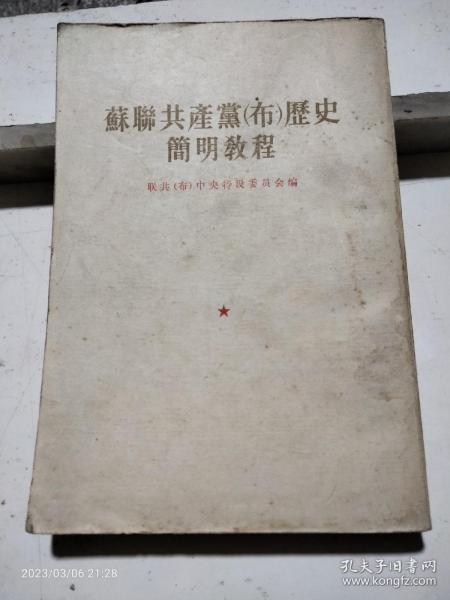 蘇聯共產黨(布)歷史
簡明教程
联共(布)中央特設委員会編
2023/03/06 21:28
孔夫子旧书网
www.kongfz.com